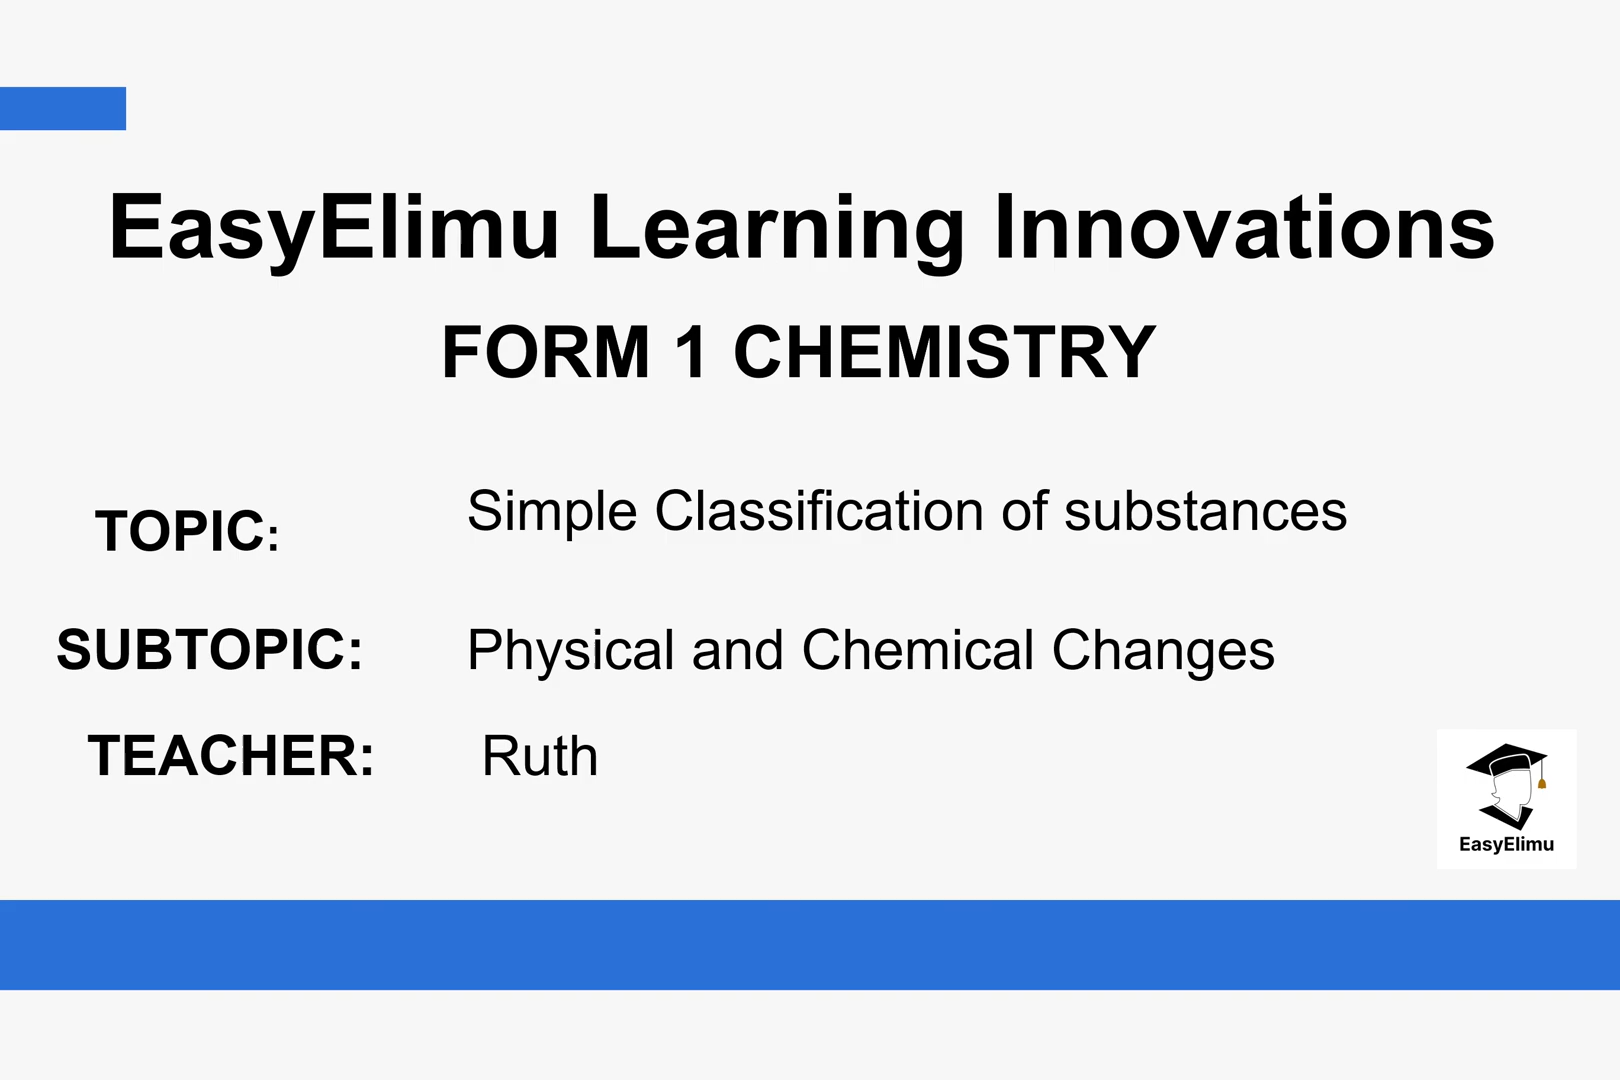 EasyElimu Learning Innovations
FORM 1 CHEMISTRY
TOPIC: Simple Classification of substances
SUBTOPIC: Physical and Chemical Changes
TEACHER: Ruth
EasyElimu